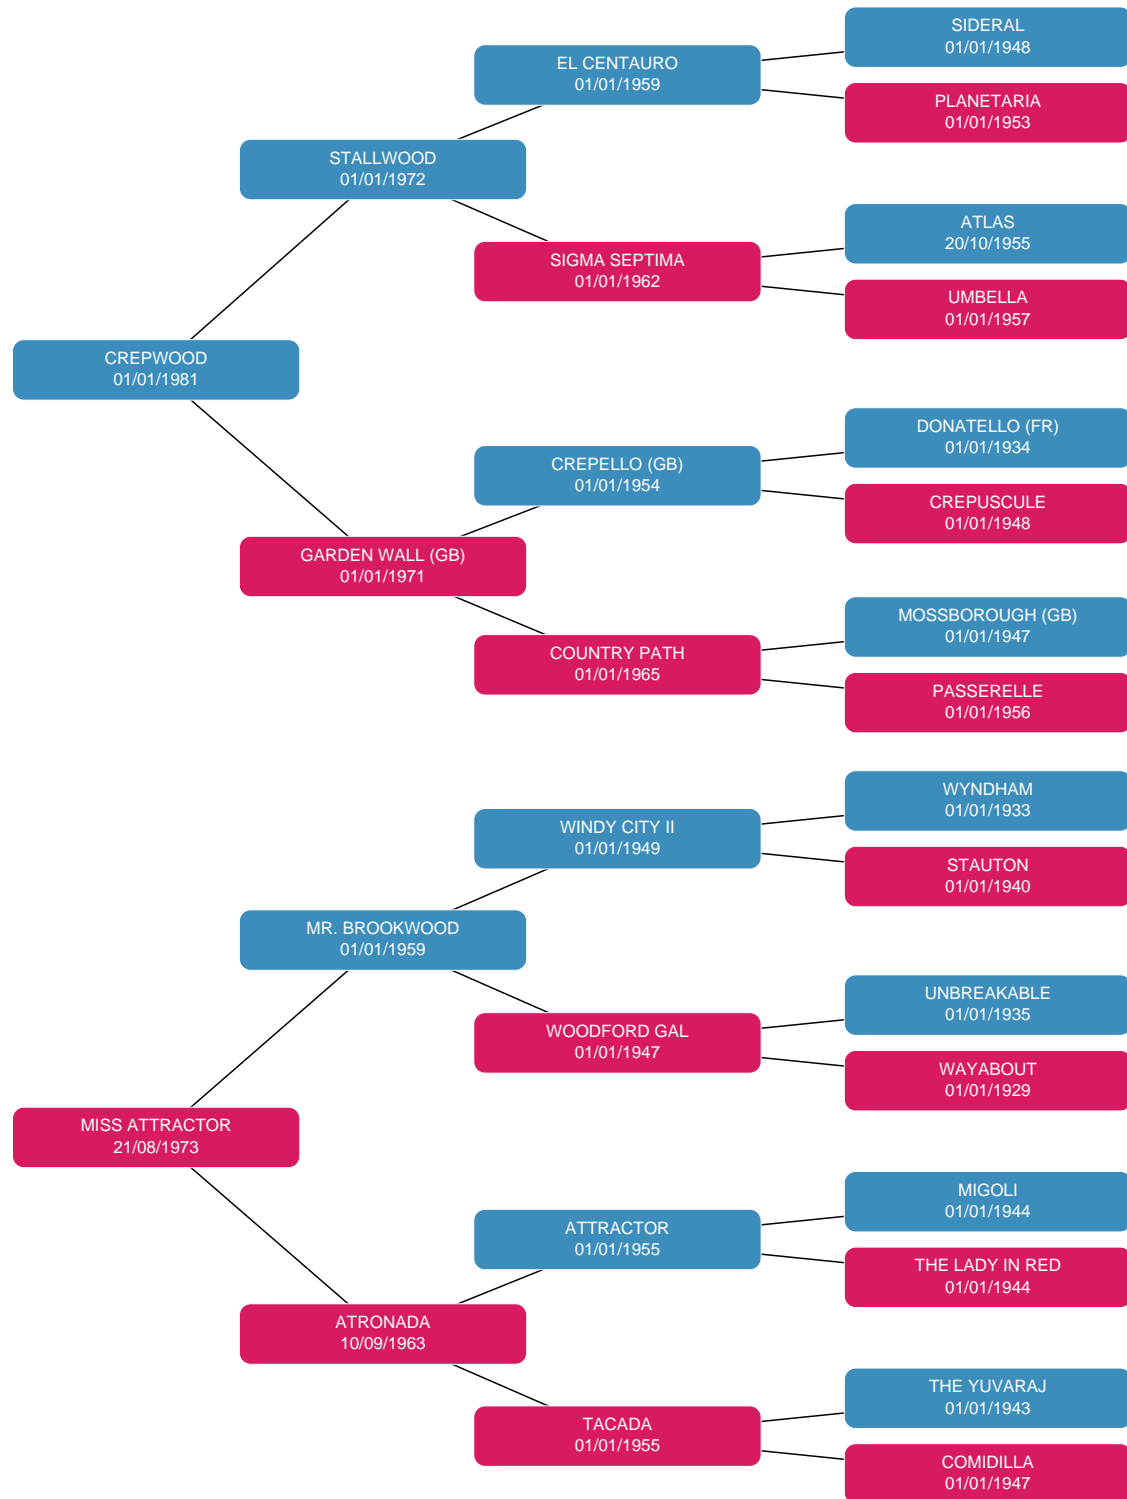 SIDERAL
01/01/1948
EL CENTAURO
01/01/1959
PLANETARIA
01/01/1953
STALLWOOD
01/01/1972
ATLAS
20/10/1955
SIGMA SEPTIMA
01/01/1962
UMBELLA
01/01/1957
CREPWOOD
01/01/1981
DONATELLO (FR)
01/01/1934
CREPELLO (GB)
01/01/1954
CREPUSCULE
01/01/1948
GARDEN WALL (GB)
01/01/1971
MOSSBOROUGH (GB)
01/01/1947
COUNTRY PATH
01/01/1965
PASSERELLE
01/01/1956
WYNDHAM
01/01/1933
WINDY CITY II
01/01/1949
STAUTON
01/01/1940
MR. BROOKWOOD
01/01/1959
UNBREAKABLE
01/01/1935
WOODFORD GAL
01/01/1947
WAYABOUT
01/01/1929
MISS ATTRACTOR
21/08/1973
MIGOLI
01/01/1944
ATTRACTOR
01/01/1955
THE LADY IN RED
01/01/1944
ATRONADA
10/09/1963
THE YUVARAJ
01/01/1943
TACADA
01/01/1955
COMIDILLA
01/01/1947